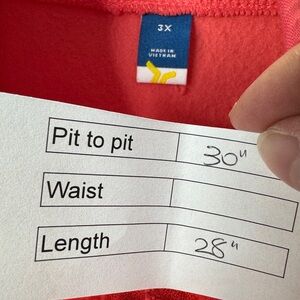 3X
MADE IN
VIETNAM
Pit to pit 30"
Waist
Length 28"